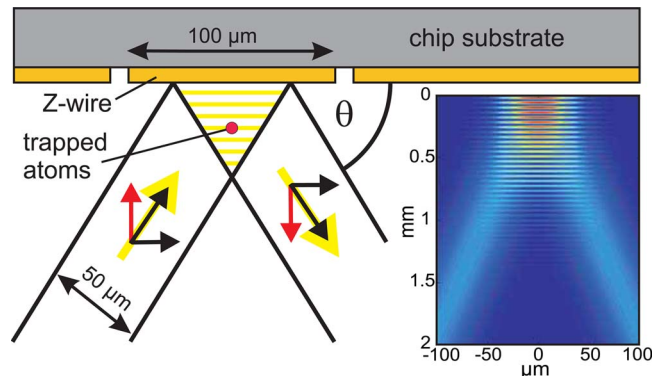 100 µm
chip substrate
Z-wire
trapped
atoms
θ
50 µm
0
0.5
1
1.5
2
mm
-100
-50
0
50
100
µm